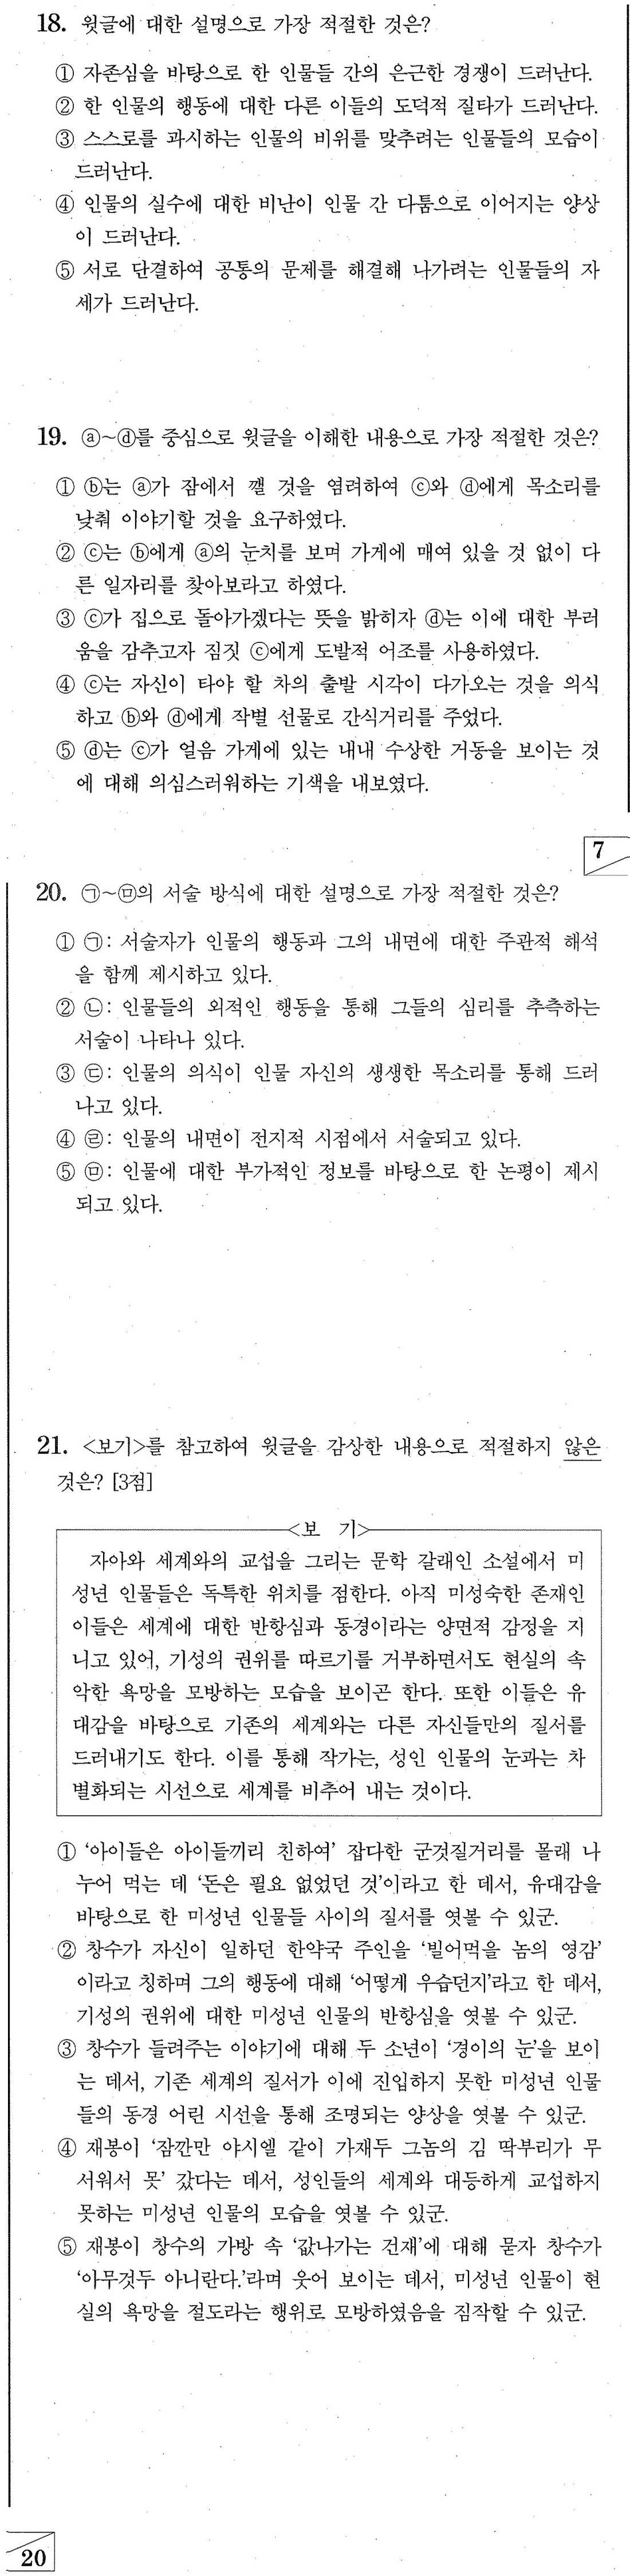 18. 윗글에 대한 설명으로 가장 적절한 것은?
① 자존심을 바탕으로 한 인물들 간의 은근한 경쟁이 드러난다.
② 한 인물의 행동에 대한 다른 이들의 도덕적 질타가 드러난다.
③ 스스로를 과시하는 인물의 비위를 맞추려는 인물들의 모습이
드러난다.
④ 인물의 실수에 대한 비난이 인물 간 다툼으로 이어지는 양상
이 드러난다.
⑤ 서로 단결하여 공통의 문제를 해결해 나가려는 인물들의 자
세가 드러난다.
19. ⓐ~ⓓ를 중심으로 윗글을 이해한 내용으로 가장 적절한 것은?
① ⓑ는 ⓐ가 잠에서 깰 것을 염려하여 ⓒ와 ⓓ에게 목소리를
낮춰 이야기할 것을 요구하였다.
② ⓒ는 ⓑ에게 ⓐ의 눈치를 보며 가게에 매여 있을 것 없이 다
른 일자리를 찾아보라고 하였다.
③ ⓒ가 집으로 돌아가겠다는 뜻을 밝히자 ⓓ는 이에 대한 부러
움을 감추고자 짐짓 ⓒ에게 도발적 어조를 사용하였다.
④ ⓒ는 자신이 타야 할 차의 출발 시각이 다가오는 것을 의식
하고 ⓑ와 ⓓ에게 작별 선물로 간식거리를 주었다.
⑤ ⓓ는 ⓒ가 얼음 가게에 있는 내내 수상한 거동을 보이는 것
에 대해 의심스러워하는 기색을 내보였다.
7
20. ㉠~㉤의 서술 방식에 대한 설명으로 가장 적절한 것은?
① ㉠: 서술자가 인물의 행동과 그의 내면에 대한 주관적 해석
을 함께 제시하고 있다.
② ㉡: 인물들의 외적인 행동을 통해 그들의 심리를 추측하는
서술이 나타나 있다.
③ ㉢: 인물의 의식이 인물 자신의 생생한 목소리를 통해 드러
나고 있다.
④ ㉣: 인물의 내면이 전지적 시점에서 서술되고 있다.
⑤ ㉤: 인물에 대한 부가적인 정보를 바탕으로 한 논평이 제시
되고 있다.
21. <보기>를 참고하여 윗글을 감상한 내용으로 적절하지 않은
것은? [3점]
<보 기>
자아와 세계와의 교섭을 그리는 문학 갈래인 소설에서 미
성년 인물들은 독특한 위치를 점한다. 아직 미성숙한 존재인
이들은 세계에 대한 반항심과 동경이라는 양면적 감정을 지
니고 있어, 기성의 권위를 따르기를 거부하면서도 현실의 속
악한 욕망을 모방하는 모습을 보이곤 한다. 또한 이들은 유
대감을 바탕으로 기존의 세계와는 다른 자신들만의 질서를
드러내기도 한다. 이를 통해 작가는, 성인 인물의 눈과는 차
별화되는 시선으로 세계를 비추어 내는 것이다.
① '아이들은 아이들끼리 친하여' 잡다한 군것질거리를 몰래 나
누어 먹는 데 '돈은 필요 없었던 것'이라고 한 데서, 유대감을
바탕으로 한 미성년 인물들 사이의 질서를 엿볼 수 있군.
② 창수가 자신이 일하던 한약국 주인을 '빌어먹을 놈의 영감'
이라고 칭하며 그의 행동에 대해 '어떻게 우습던지'라고 한 데서,
기성의 권위에 대한 미성년 인물의 반항심을 엿볼 수 있군.
③ 창수가 들려주는 이야기에 대해 두 소년이 '경이의 눈'을 보이
는 데서, 기존 세계의 질서가 이에 진입하지 못한 미성년 인물
들의 동경 어린 시선을 통해 조명되는 양상을 엿볼 수 있군.
④ 재봉이 '잠깐만 야시엘 같이 가재두 그놈의 김 딱부리가 무
서워서 못' 갔다는 데서, 성인들의 세계와 대등하게 교섭하지
못하는 미성년 인물의 모습을 엿볼 수 있군.
⑤ 재봉이 창수의 가방 속 '값나가는 건재'에 대해 묻자 창수가
'아무것두 아니란다.'라며 웃어 보이는 데서, 미성년 인물이 현
실의 욕망을 절도라는 행위로 모방하였음을 짐작할 수 있군.
20